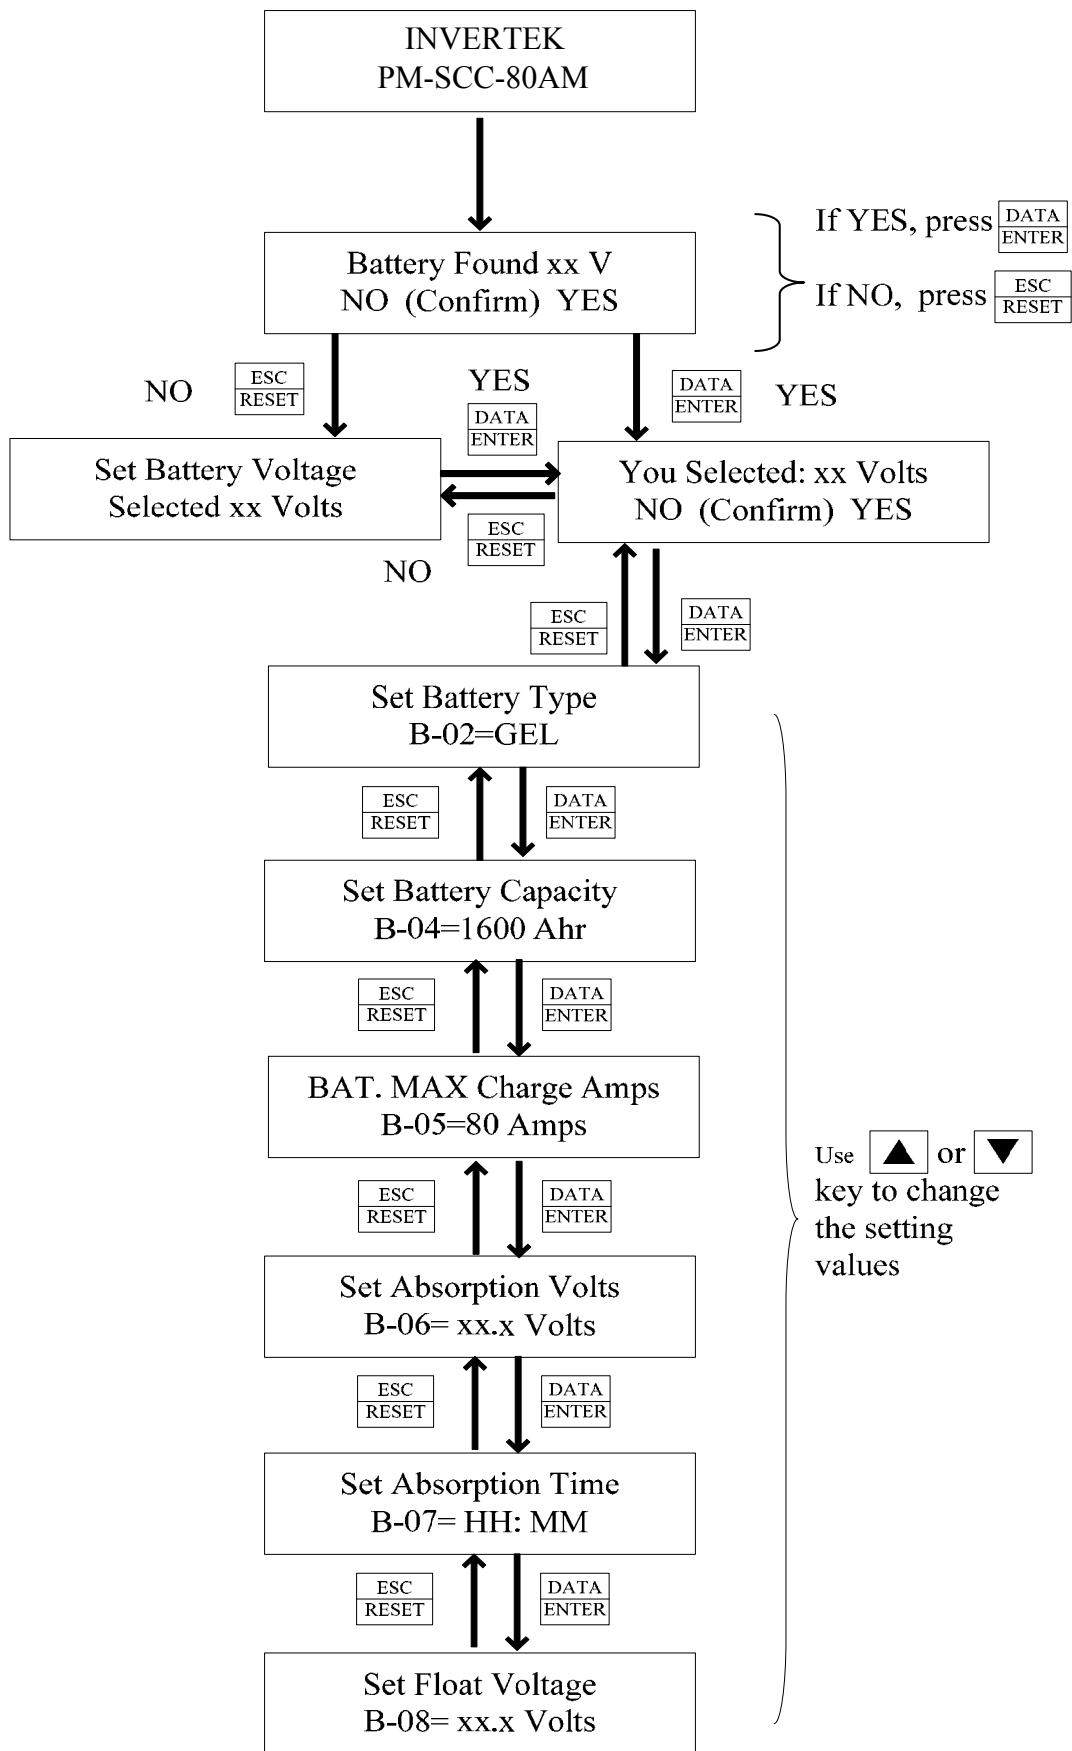 INVERTEK
PM-SCC-80AM
If YES, press DATA ENTER
Battery Found xx V
NO (Confirm) YES
If NO, press ESC RESET
NO
ESC
RESET
YES
DATA
ENTER
DATA
ENTER
YES
Set Battery Voltage
Selected xx Volts
You Selected: xx Volts
NO (Confirm) YES
ESC
RESET
NO
ESC
RESET
DATA
ENTER
Set Battery Type
B-02=GEL
ESC
RESET
DATA
ENTER
Set Battery Capacity
B-04=1600 Ahr
ESC
RESET
DATA
ENTER
BAT. MAX Charge Amps
B-05=80 Amps
Use ▲ or ▼
key to change
the setting
values
ESC
RESET
DATA
ENTER
Set Absorption Volts
B-06= xx.x Volts
ESC
RESET
DATA
ENTER
Set Absorption Time
B-07= HH: MM
ESC
RESET
DATA
ENTER
Set Float Voltage
B-08= xx.x Volts